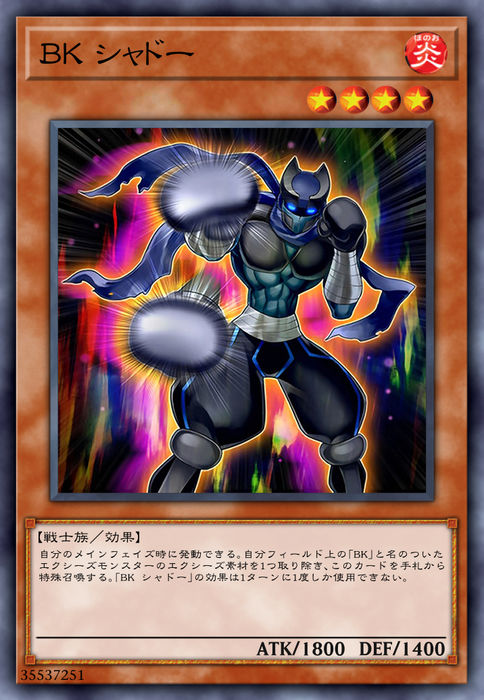 BK シャドー
ほのお
炎
【戦士族／効果】
自分のメインフェイズ時に発動できる。自分フィールド上の「BK」と名のついた
エクシーズモンスターのエクシーズ素材を1つ取り除き、このカードを手札から
特殊召喚する。「BK シャドー」の効果は1ターンに1度しか使用できない。
ATK/1800 DEF/1400
35537251